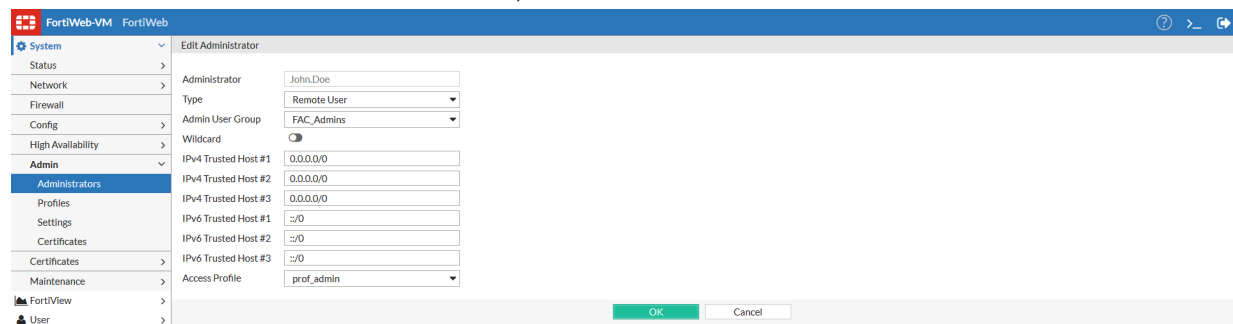 FortiWeb-VM FortiWeb
System
Status
Network
Firewall
Config
High Availability
Admin
Administrators
Profiles
Settings
Certificates
Certificates
Maintenance
FortiView
User
Edit Administrator
Administrator John.Doe
Type Remote User
Admin User Group FAC_Admins
Wildcard
IPv4 Trusted Host #1 0.0.0.0/0
IPv4 Trusted Host #2 0.0.0.0/0
IPv4 Trusted Host #3 0.0.0.0/0
IPv6 Trusted Host #1 ::/0
IPv6 Trusted Host #2 ::/0
IPv6 Trusted Host #3 ::/0
Access Profile prof_admin
OK Cancel